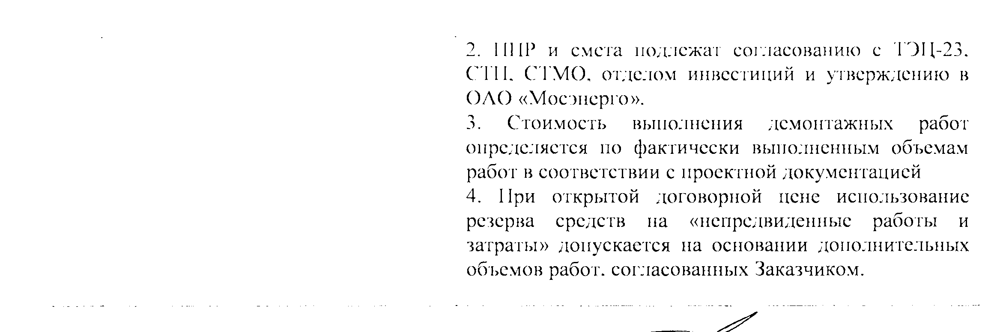 2. ППР и смета подлежат согласованию с ТЭЦ-23,
СТП, СТМО, отделом инвестиций и утверждению в
ОАО «Мосэнерго».
3. Стоимость выполнения демонтажных работ
определяется по фактически выполненным объемам
работ в соответствии с проектной документацией
4. При открытой договорной цене использование
резерва средств на «непредвиденные работы и
затраты» допускается на основании дополнительных
объемов работ, согласованных Заказчиком.